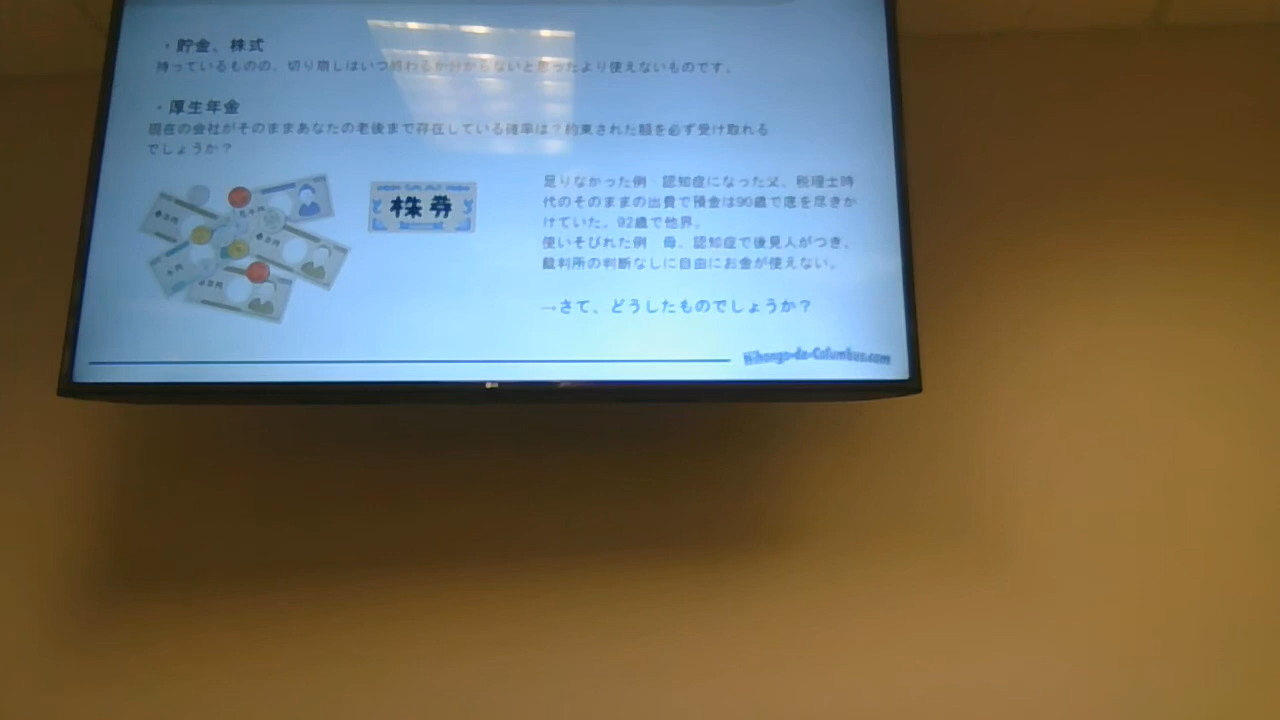 ・貯金、株式
持っているものの、切り崩しはいつ終わるか分からないと思ったより使えないものです。
・厚生年金
現在の会社がそのままあなたの老後まで存在している確率は？約束された額を必ず受け取れる
でしょうか？
株券
足りなかった例　認知症になった父、税理士時
代のそのままの出費で預金は90歳で底を尽きか
けていた。92歳で他界。
使いそびれた例　母、認知症で後見人がつき、
裁判所の判断なしに自由にお金が使えない。
→さて、どうしたものでしょうか？
Nihongo-de-Columbus.com
LG